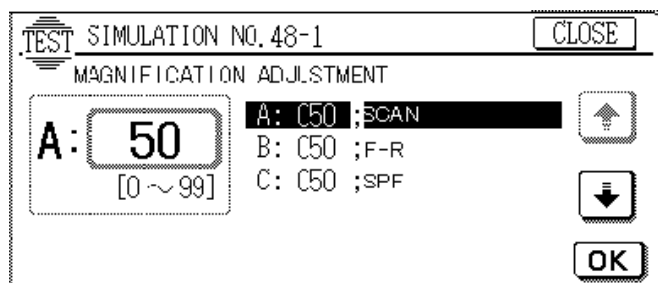 TEST SIMULATION NO. 48-1 CLOSE
MAGNIFICATION ADJUSTMENT
A: 50
[0～99]
A: C50 ;SCAN
B: C50 ;F-R
C: C50 ;SPF
OK